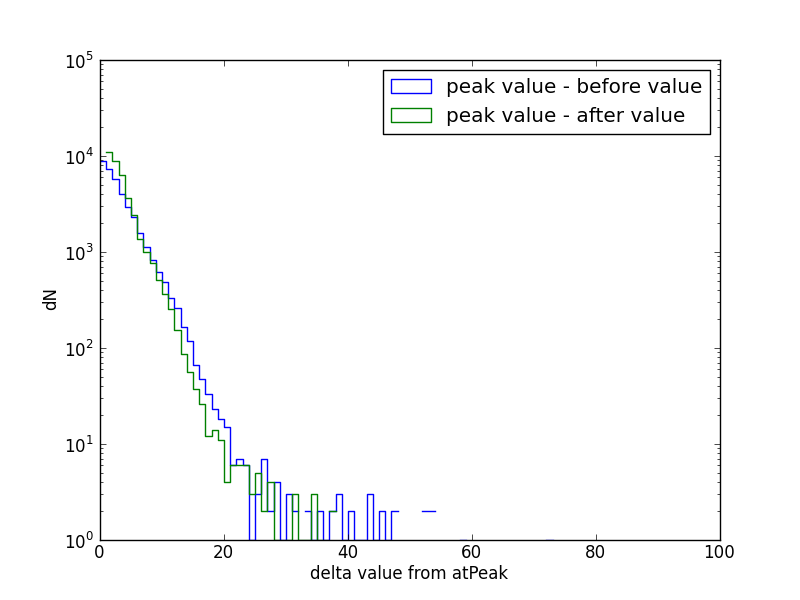 10^5
peak value - before value
peak value - after value
10^4
10^3
dN
10^2
10^1
10^0
0 20 40 60 80 100
delta value from atPeak